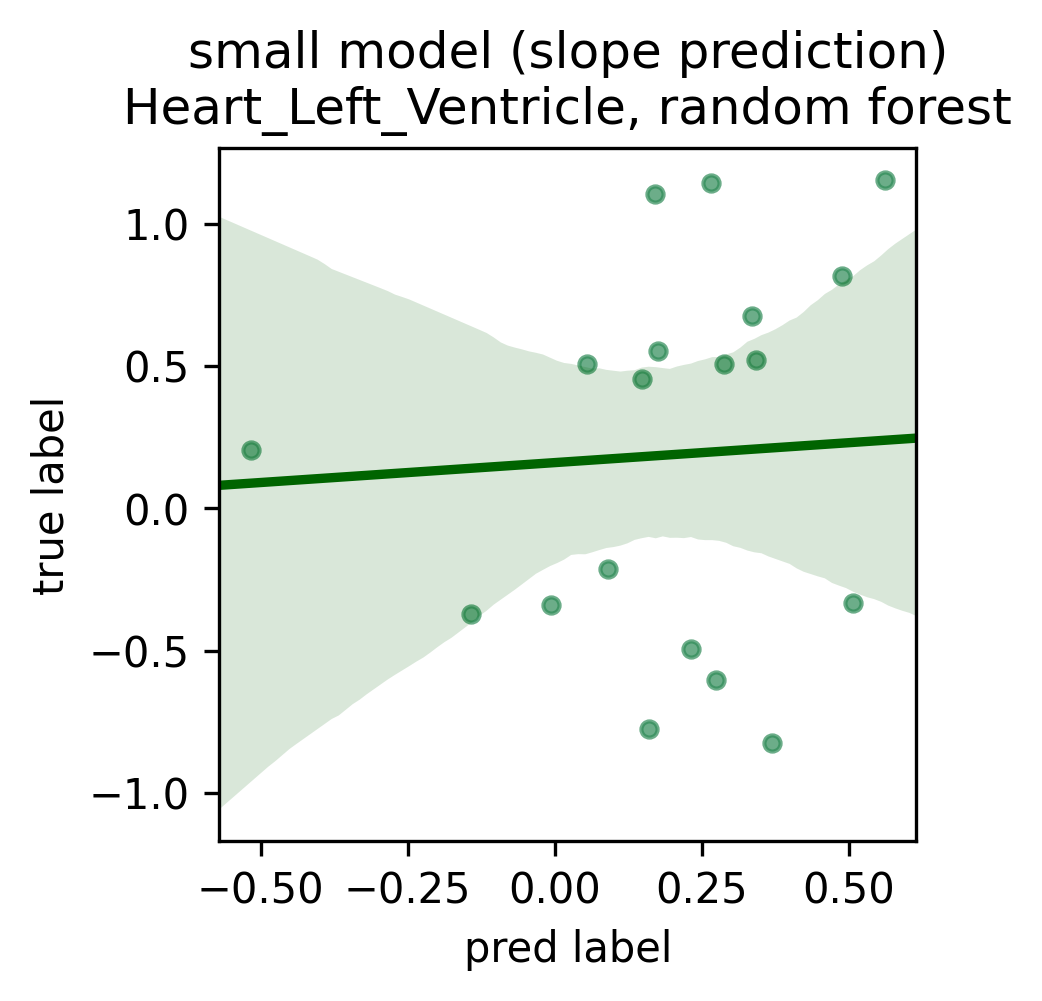 small model (slope prediction)
Heart_Left_Ventricle, random forest
1.0
0.5
0.0
−0.5
−1.0
true label
−0.50 −0.25 0.00 0.25 0.50
pred label